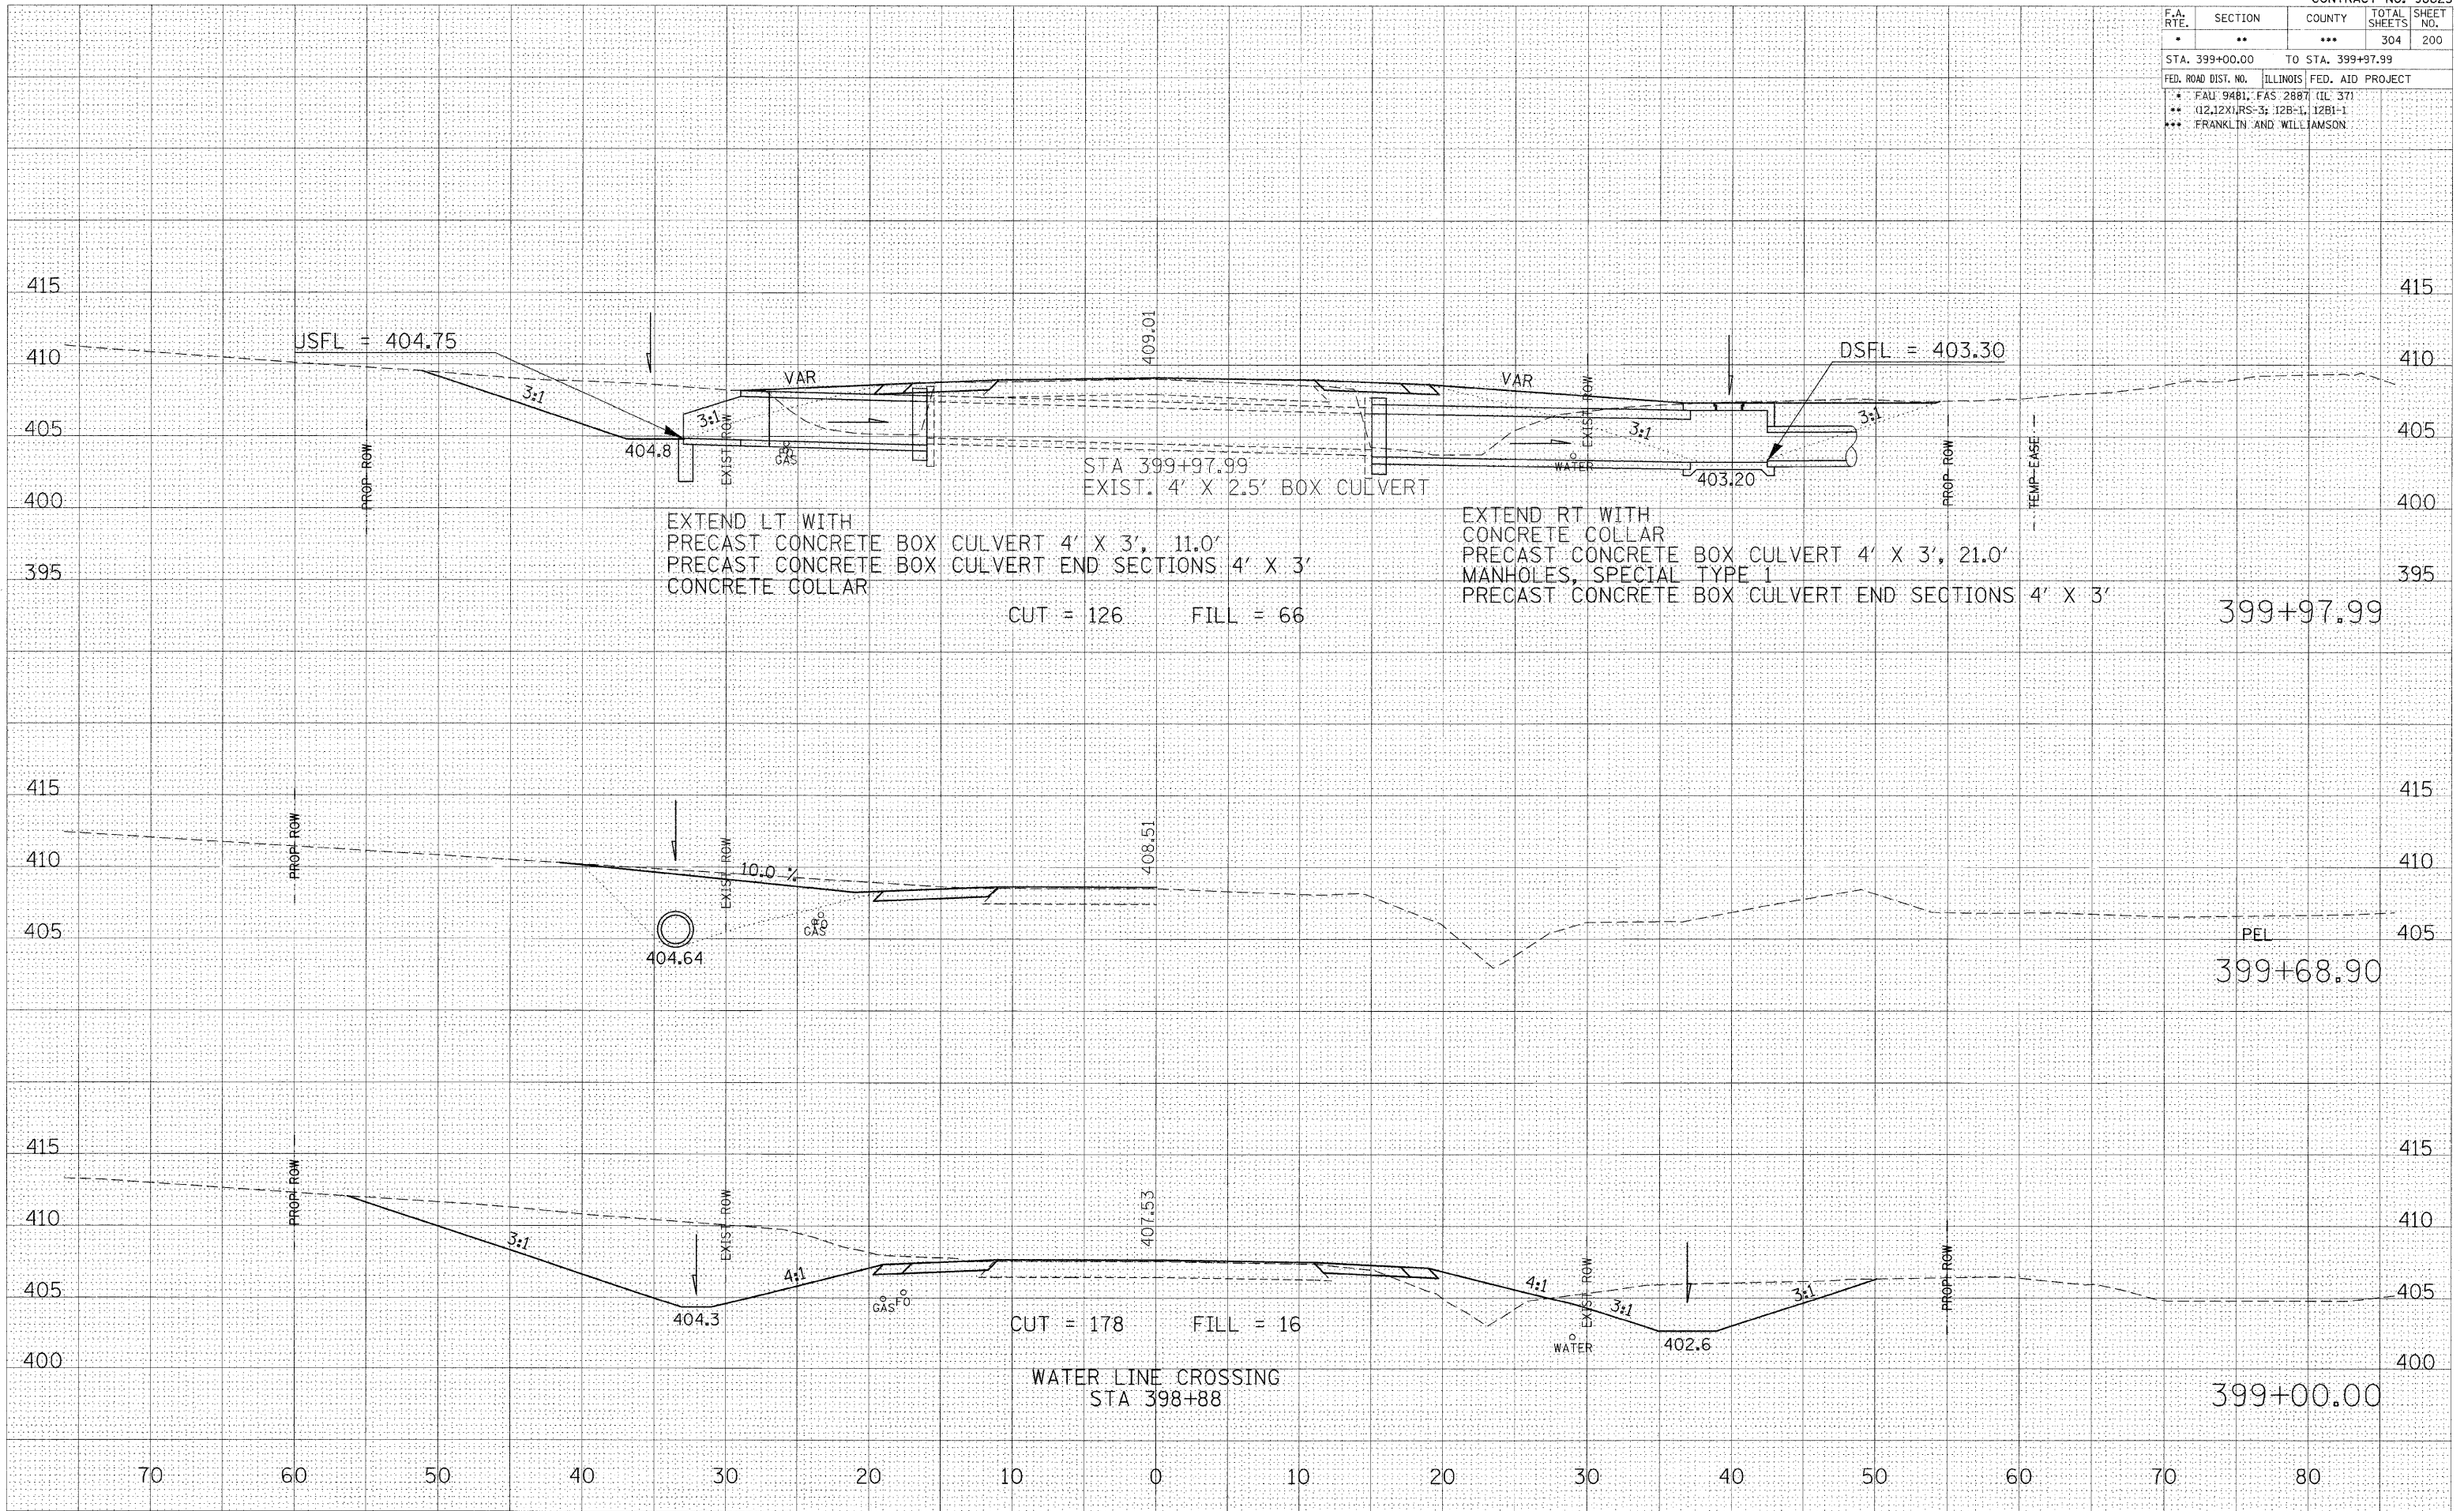 F.A. RTE. SECTION COUNTY TOTAL SHEETS SHEET NO.
* ** *** 304 200
STA. 399+00.00 TO STA. 399+97.99
FED. ROAD DIST. NO. ILLINOIS FED. AID PROJECT
* FAU 9481, FAS 2887 (IL 37)
** (12,12X),RS-3; 12B-1, 12B1-1
*** FRANKLIN AND WILLIAMSON
415 415
409.01
USFL = 404.75
DSFL = 403.30
410 410
VAR VAR
3:1
3:1 3:1
405 405
3:1
404.8
EXIST ROW
EXIST ROW
GAS
WATER
STA 399+97.99
EXIST. 4' X 2.5' BOX CULVERT
403.20
PROP ROW
PROP ROW
TEMP EASE
400 400
EXTEND LT WITH
PRECAST CONCRETE BOX CULVERT 4' X 3', 11.0'
PRECAST CONCRETE BOX CULVERT END SECTIONS 4' X 3'
CONCRETE COLLAR
EXTEND RT WITH
CONCRETE COLLAR
PRECAST CONCRETE BOX CULVERT 4' X 3', 21.0'
MANHOLES, SPECIAL TYPE 1
PRECAST CONCRETE BOX CULVERT END SECTIONS 4' X 3'
395 395
CUT = 126 FILL = 66
399+97.99
415 415
PROP ROW
408.51
410 410
EXIST ROW
10.0 %
GAS
405 405
PEL
404.64
399+68.90
415 415
PROP ROW
EXIST ROW
407.53
410 410
3:1
4:1
4:1
3:1
3:1
EXIST ROW
PROP ROW
405 405
GAS FO
404.3
CUT = 178 FILL = 16
WATER
402.6
400 400
WATER LINE CROSSING
STA 398+88
399+00.00
70 60 50 40 30 20 10 0 10 20 30 40 50 60 70 80